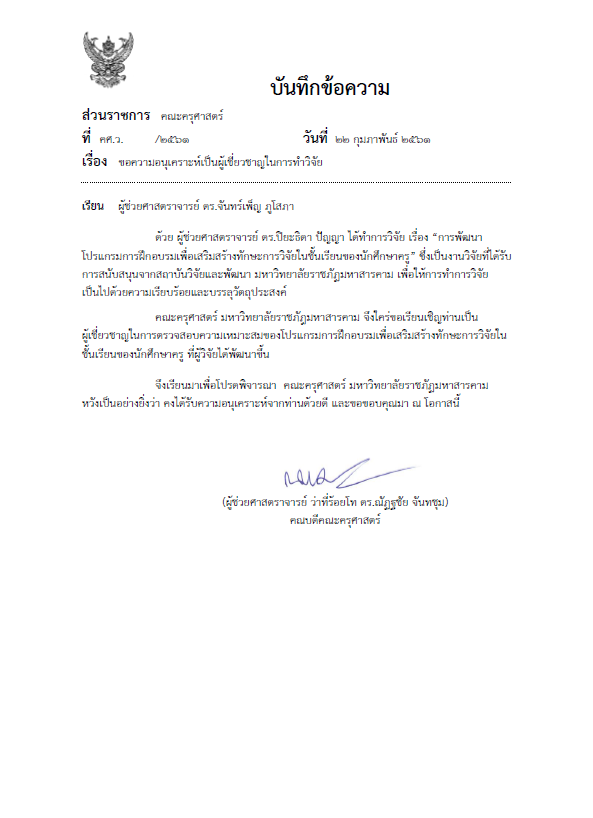 บันทึกข้อความ
ส่วนราชการ คณะครุศาสตร์
ที่ คศ.ว. /๒๕๖๑ วันที่ ๒๒ กุมภาพันธ์ ๒๕๖๑
เรื่อง ขอความอนุเคราะห์เป็นผู้เชี่ยวชาญในการทำวิจัย
เรียน ผู้ช่วยศาสตราจารย์ ดร.จันทร์เพ็ญ ภูโสภา
ด้วย ผู้ช่วยศาสตราจารย์ ดร.ปิยะธิดา ปัญญา ได้ทำการวิจัย เรื่อง “การพัฒนา
โปรแกรมการฝึกอบรมเพื่อเสริมสร้างทักษะการวิจัยในชั้นเรียนของนักศึกษาครู” ซึ่งเป็นงานวิจัยที่ได้รับ
การสนับสนุนจากสถาบันวิจัยและพัฒนา มหาวิทยาลัยราชภัฏมหาสารคาม เพื่อให้การทำการวิจัย
เป็นไปด้วยความเรียบร้อยและบรรลุวัตถุประสงค์
คณะครุศาสตร์ มหาวิทยาลัยราชภัฏมหาสารคาม จึงใคร่ขอเรียนเชิญท่านเป็น
ผู้เชี่ยวชาญในการตรวจสอบความเหมาะสมของโปรแกรมการฝึกอบรมเพื่อเสริมสร้างทักษะการวิจัยใน
ชั้นเรียนของนักศึกษาครู ที่ผู้วิจัยได้พัฒนาขึ้น
จึงเรียนมาเพื่อโปรดพิจารณา คณะครุศาสตร์ มหาวิทยาลัยราชภัฏมหาสารคาม
หวังเป็นอย่างยิ่งว่า คงได้รับความอนุเคราะห์จากท่านด้วยดี และขอขอบคุณมา ณ โอกาสนี้
(ผู้ช่วยศาสตราจารย์ ว่าที่ร้อยโท ดร.ณัฏฐชัย จันทชุม)
คณบดีคณะครุศาสตร์